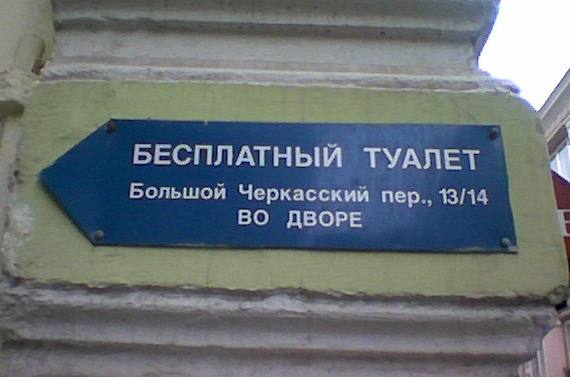 БЕСПЛАТНЫЙ ТУАЛЕТ
Большой Черкасский пер., 13/14
ВО ДВОРЕ